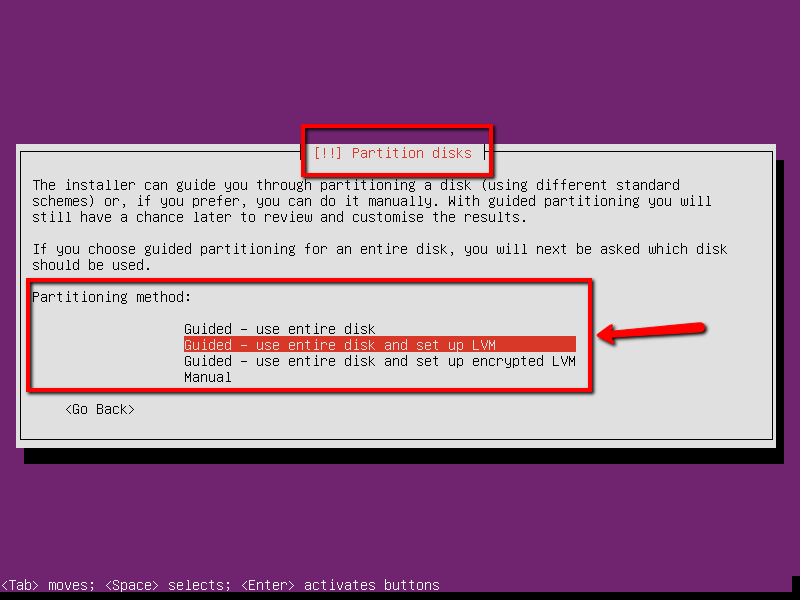 [!!] Partition disks
The installer can guide you through partitioning a disk (using different standard
schemes) or, if you prefer, you can do it manually. With guided partitioning you will
still have a chance later to review and customise the results.
If you choose guided partitioning for an entire disk, you will next be asked which disk
should be used.
Partitioning method:
Guided – use entire disk
Guided – use entire disk and set up LVM
Guided – use entire disk and set up encrypted LVM
Manual
<Go Back>
<Tab> moves; <Space> selects; <Enter> activates buttons